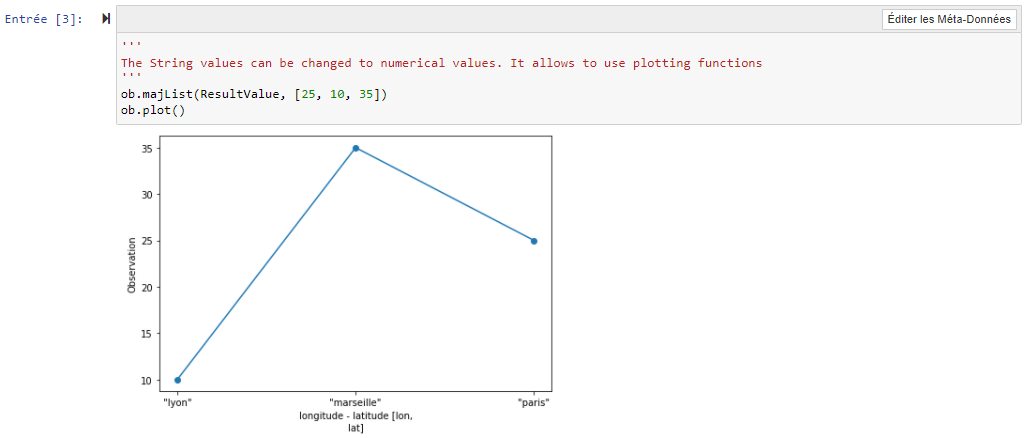 Entrée [3]:
Éditer les Méta-Données
'''
The String values can be changed to numerical values. It allows to use plotting functions
'''
ob.majList(ResultValue, [25, 10, 35])
ob.plot()
35
30
25
20
15
10
Observation
"lyon" "marseille" "paris"
longitude - latitude [lon,
lat]